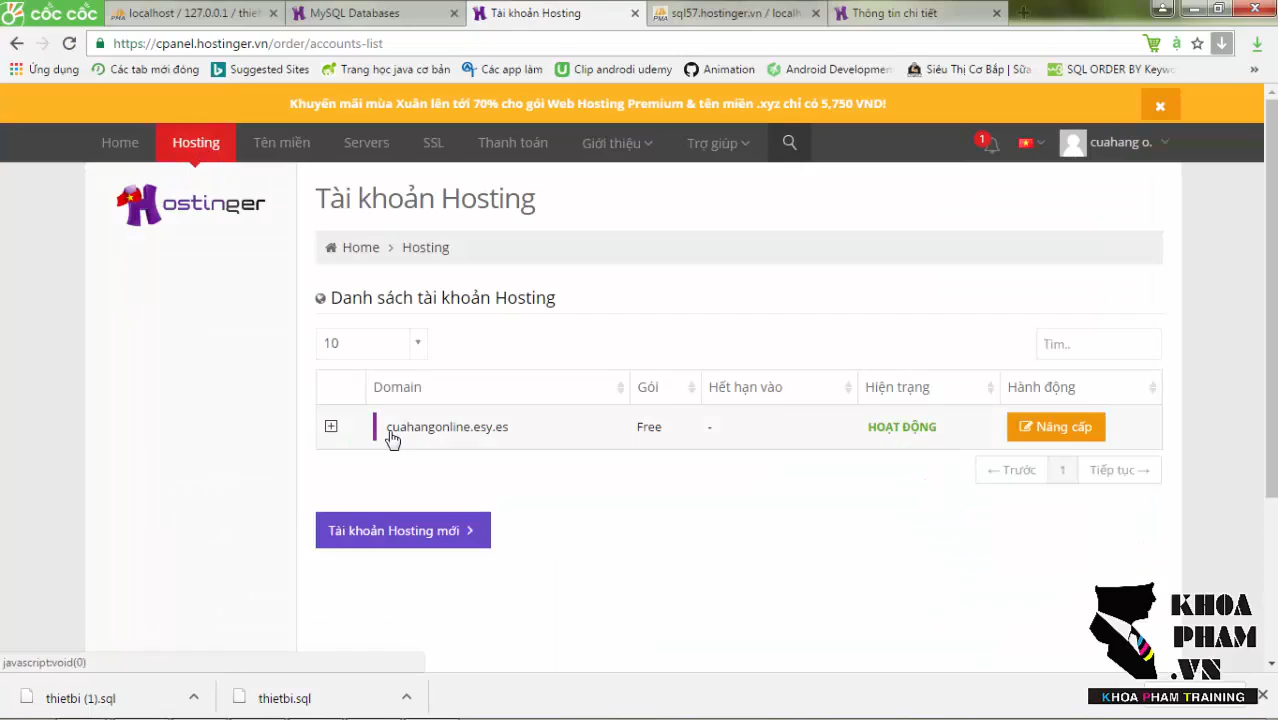 cốc cốc
localhost / 127.0.0.1 / thiet
MySQL Databases
Tài khoản Hosting
sql57.hostinger.vn / localh
Thông tin chi tiết
https://cpanel.hostinger.vn/order/accounts-list
Ứng dụng
Các tab mới đóng
Suggested Sites
Trang học java cơ bản
Các app làm
Clip androdi udemy
Animation
Android Developmen
Siêu Thị Cơ Bắp | Sữa
SQL ORDER BY Keywo
Khuyến mãi mùa Xuân lên tới 70% cho gói Web Hosting Premium & tên miền .xyz chỉ có 5,750 VND!
Home
Hosting
Tên miền
Servers
SSL
Thanh toán
Giới thiệu
Trợ giúp
1
cuahang o.
Hostinger
Tài khoản Hosting
Home > Hosting
Danh sách tài khoản Hosting
10
Tìm..
Domain
Gói
Hết hạn vào
Hiện trạng
Hành động
cuahangonline.esy.es
Free
-
HOẠT ĐỘNG
Nâng cấp
← Trước
1
Tiếp tục →
Tài khoản Hosting mới >
KHOA
PHAM
.VN
KHOA PHAM TRAINING
javascript:void(0)
thietbi (1).sql
thietbi.sql